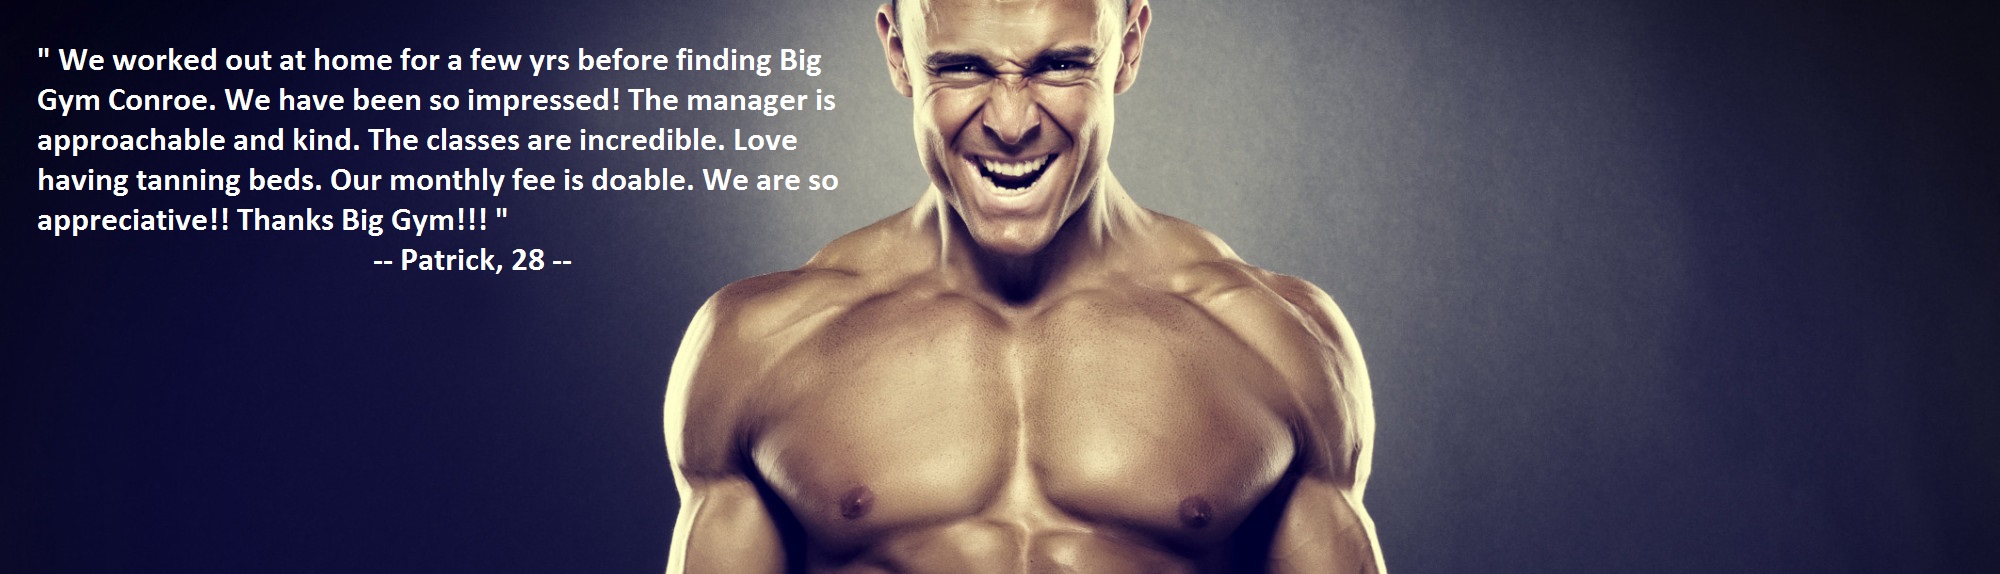 " We worked out at home for a few yrs before finding Big
Gym Conroe. We have been so impressed! The manager is
approachable and kind. The classes are incredible. Love
having tanning beds. Our monthly fee is doable. We are so
appreciative!! Thanks Big Gym!!! "
-- Patrick, 28 --